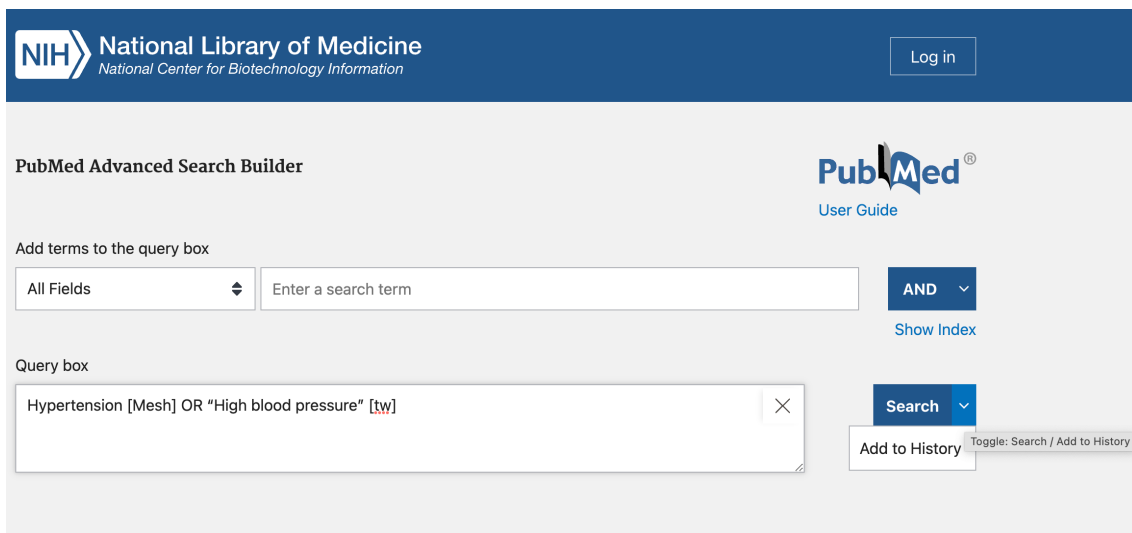 NIH National Library of Medicine
National Center for Biotechnology Information
Log in
PubMed Advanced Search Builder
PubMed®
User Guide
Add terms to the query box
All Fields
Enter a search term
AND
Show Index
Query box
Hypertension [Mesh] OR “High blood pressure” [tw]
Search
Add to History
Toggle: Search / Add to History